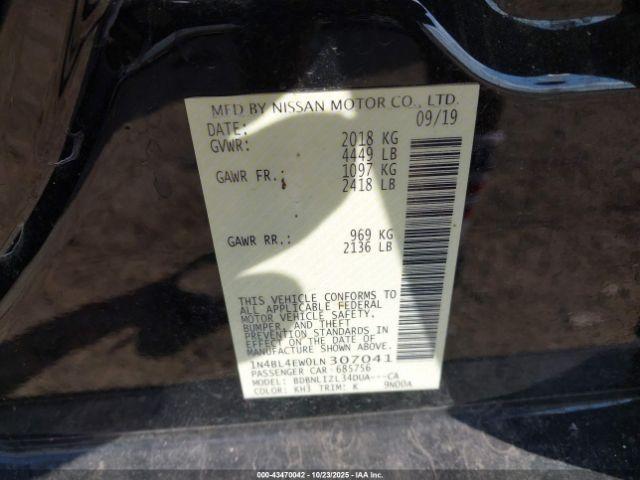 MFD BY NISSAN MOTOR CO., LTD.
DATE: 09/19
GVWR: 2018 KG
4449 LB
GAWR FR.: 1097 KG
2418 LB
GAWR RR.: 969 KG
2136 LB
THIS VEHICLE CONFORMS TO
ALL APPLICABLE FEDERAL
MOTOR VEHICLE SAFETY,
BUMPER, AND THEFT
PREVENTION STANDARDS IN
EFFECT ON THE DATE OF
MANUFACTURE SHOWN ABOVE.
1N4BL4EW0LN307041
PASSENGER CAR - 685756
MODEL: BDBNLIZL34DUA---CA
COLOR: KH3 TRIM: K 9N00A
000-43470042 - 10/23/2025 - IAA Inc.